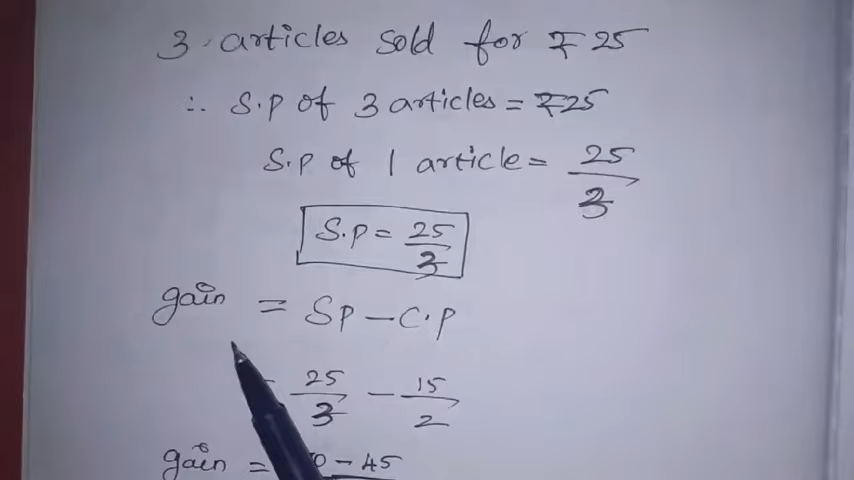 3 articles sold for ₹25
∴ S.P of 3 articles = ₹25
S.P of 1 article = 25/3
S.P = 25/3
gain = SP - C.P
25/3 - 15/2
gain = 0 - 45